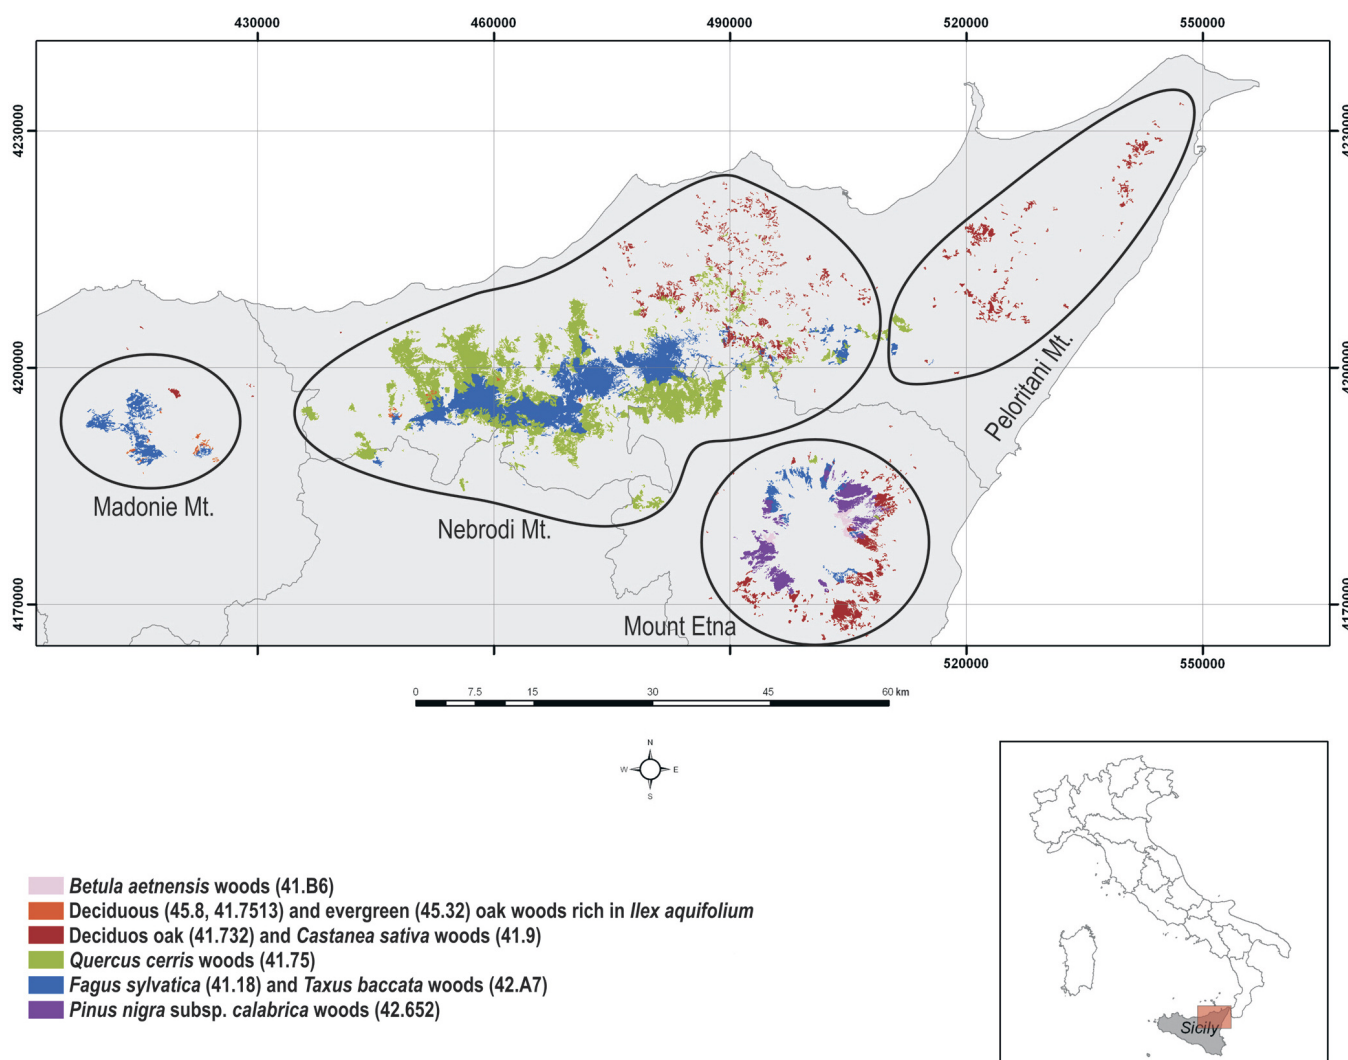 430000 460000 490000 520000 550000
4230000 4230000
4200000 4200000
4170000 4170000
Madonie Mt.
Nebrodi Mt.
Peloritani Mt.
Mount Etna
430000 460000 490000 520000 550000
0 7.5 15 30 45 60 km
N
W E
S
Betula aetnensis woods (41.B6)
Deciduous (45.8, 41.7513) and evergreen (45.32) oak woods rich in Ilex aquifolium
Deciduos oak (41.732) and Castanea sativa woods (41.9)
Quercus cerris woods (41.75)
Fagus sylvatica (41.18) and Taxus baccata woods (42.A7)
Pinus nigra subsp. calabrica woods (42.652)
Sicily